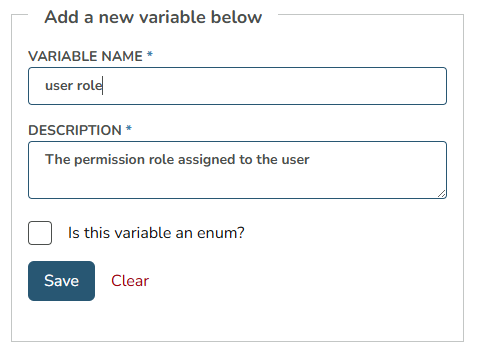 Add a new variable below
VARIABLE NAME *
user role
DESCRIPTION *
The permission role assigned to the user
Is this variable an enum?
Save Clear